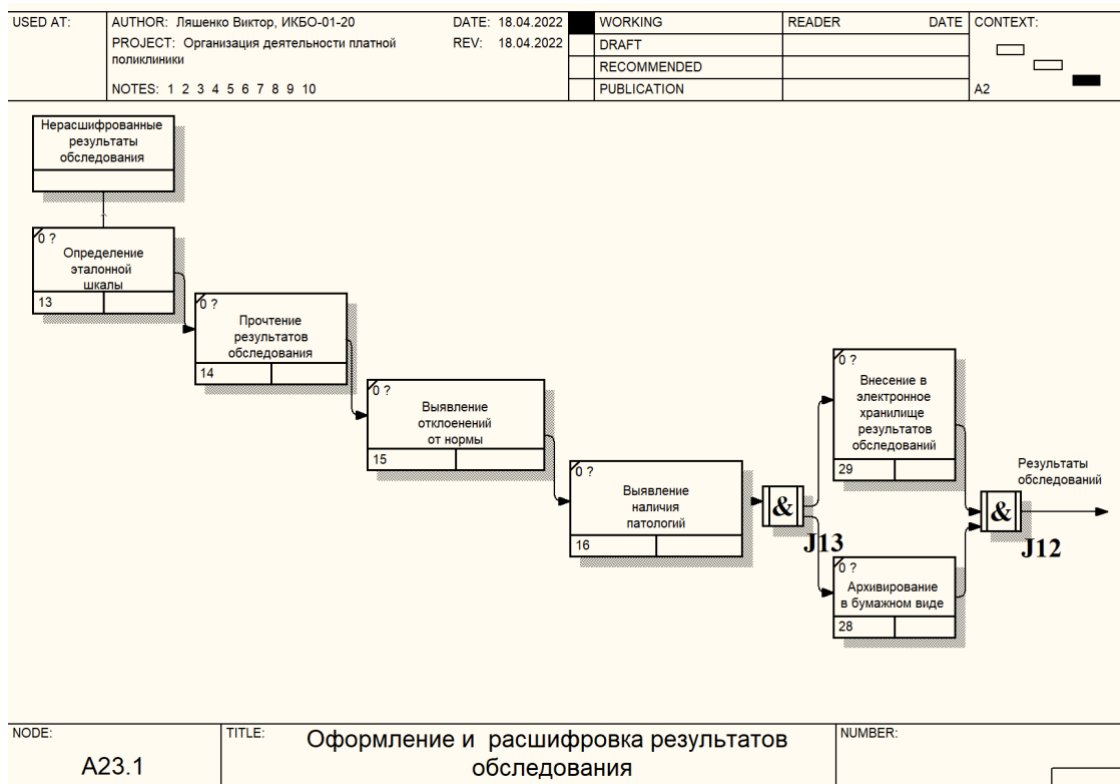 USED AT:
AUTHOR: Ляшенко Виктор, ИКБО-01-20
DATE: 18.04.2022
PROJECT: Организация деятельности платной
поликлиники
REV: 18.04.2022
NOTES: 1 2 3 4 5 6 7 8 9 10
WORKING
DRAFT
RECOMMENDED
PUBLICATION
READER DATE
CONTEXT:
A2
Нерасшифрованные
результаты
обследования
0 ?
Определение
эталонной
шкалы
13
0 ?
Прочтение
результатов
обследования
14
0 ?
Выявление
отклоенений
от нормы
15
0 ?
Выявление
наличия
патологий
16
&
J13
0 ?
Внесение в
электронное
хранилище
результатов
обследований
29
0 ?
Архивирование
в бумажном виде
28
&
J12
Результаты
обследований
NODE:
A23.1
TITLE:
Оформление и расшифровка результатов
обследования
NUMBER: